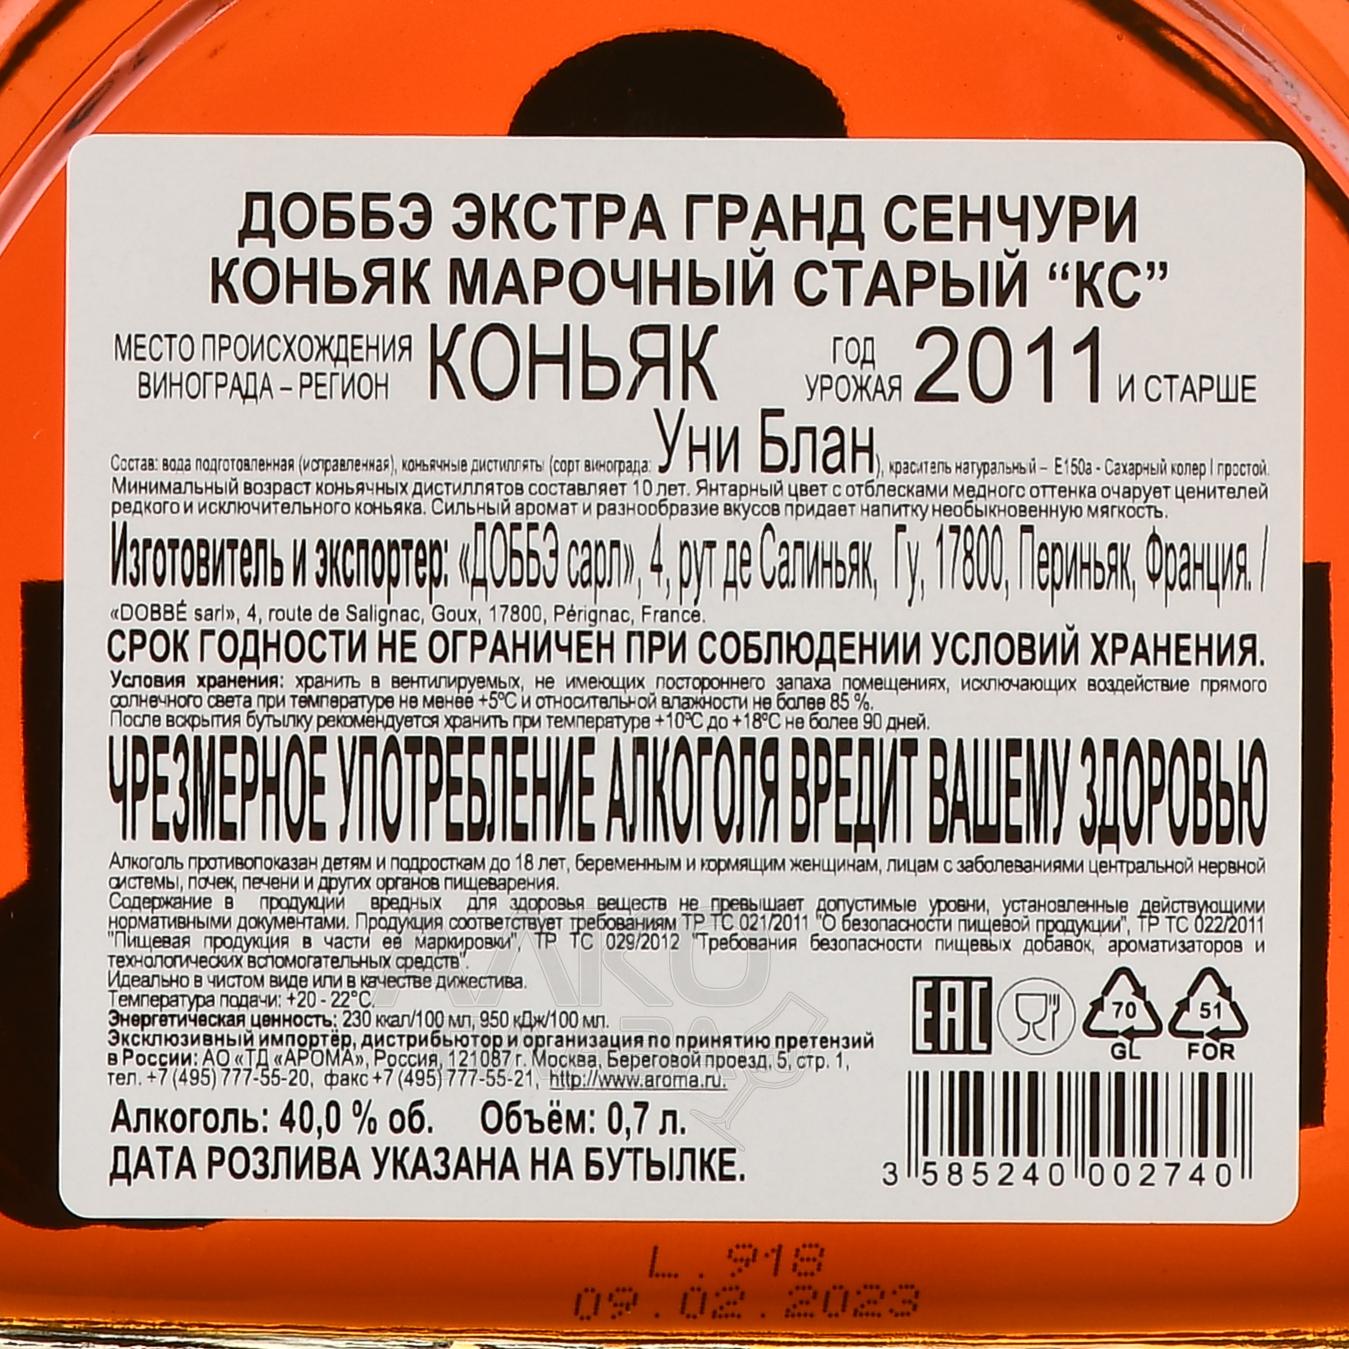 ДОББЭ ЭКСТРА ГРАНД СЕНЧУРИ
КОНЬЯК МАРОЧНЫЙ СТАРЫЙ “КС”
МЕСТО ПРОИСХОЖДЕНИЯ
ВИНОГРАДА – РЕГИОН КОНЬЯК ГОД
УРОЖАЯ 2011 И СТАРШЕ
Состав: вода подготовленная (исправленная), коньячные дистилляты (сорт винограда: Уни Блан), краситель натуральный – Е150а - Сахарный колер I простой.
Минимальный возраст коньячных дистиллятов составляет 10 лет. Янтарный цвет с отблесками медного оттенка очарует ценителей
редкого и исключительного коньяка. Сильный аромат и разнообразие вкусов придает напитку необыкновенную мягкость.
Изготовитель и экспортер: «ДОББЭ сарл», 4, рут де Салиньяк, Гу, 17800, Периньяк, Франция. /
«DOBBÉ sarl», 4, route de Salignac, Goux, 17800, Pérignac, France.
СРОК ГОДНОСТИ НЕ ОГРАНИЧЕН ПРИ СОБЛЮДЕНИИ УСЛОВИЙ ХРАНЕНИЯ.
Условия хранения: хранить в вентилируемых, не имеющих постороннего запаха помещениях, исключающих воздействие прямого
солнечного света при температуре не менее +5°С и относительной влажности не более 85 %.
После вскрытия бутылку рекомендуется хранить при температуре +10°С до +18°С не более 90 дней.
ЧРЕЗМЕРНОЕ УПОТРЕБЛЕНИЕ АЛКОГОЛЯ ВРЕДИТ ВАШЕМУ ЗДОРОВЬЮ
Алкоголь противопоказан детям и подросткам до 18 лет, беременным и кормящим женщинам, лицам с заболеваниями центральной нервной
системы, почек, печени и других органов пищеварения.
Содержание в продукции вредных для здоровья веществ не превышает допустимые уровни, установленные действующими
нормативными документами. Продукция соответствует требованиям ТР ТС 021/2011 "О безопасности пищевой продукции", ТР ТС 022/2011
"Пищевая продукция в части её маркировки", ТР ТС 029/2012 "Требования безопасности пищевых добавок, ароматизаторов и
технологических вспомогательных средств".
Идеально в чистом виде или в качестве дижестива.
Температура подачи: +20 - 22°С.
Энергетическая ценность: 230 ккал/100 мл, 950 кДж/100 мл.
Эксклюзивный импортёр, дистрибьютор и организация по принятию претензий
в России: АО «ТД «АРОМА», Россия, 121087 г. Москва, Береговой проезд, 5, стр. 1,
тел. +7 (495) 777-55-20, факс +7 (495) 777-55-21, http://www.aroma.ru.
Алкоголь: 40,0 % об. Объём: 0,7 л.
ДАТА РОЗЛИВА УКАЗАНА НА БУТЫЛКЕ.
EAC
70
GL
51
FOR
3 585240 002740
L.918
09.02.2023